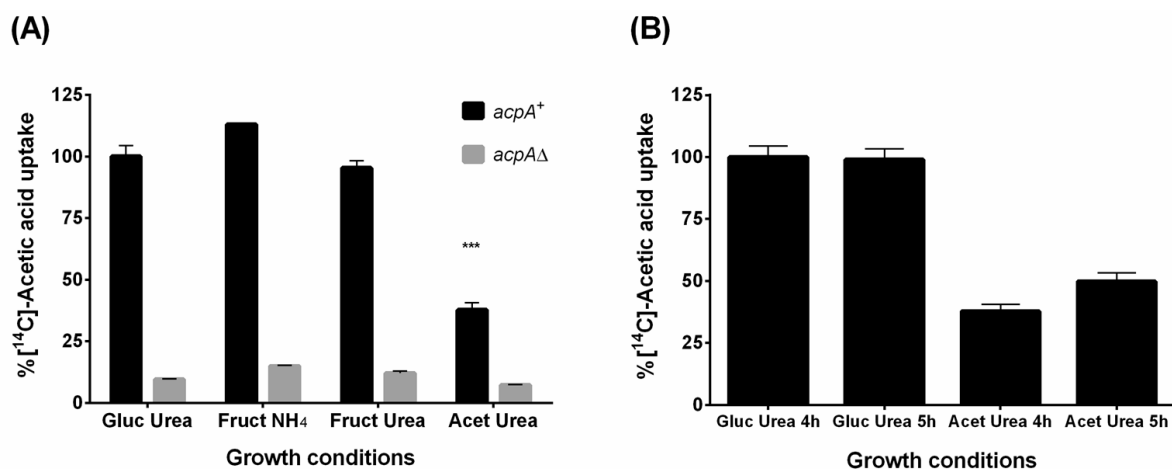 (A)
%[¹⁴C]-Acetic acid uptake
125
100
75
50
25
0
acpA⁺
acpAΔ
***
Gluc Urea Fruct NH₄ Fruct Urea Acet Urea
Growth conditions
(B)
%[¹⁴C]-Acetic acid uptake
125
100
75
50
25
0
Gluc Urea 4h Gluc Urea 5h Acet Urea 4h Acet Urea 5h
Growth conditions